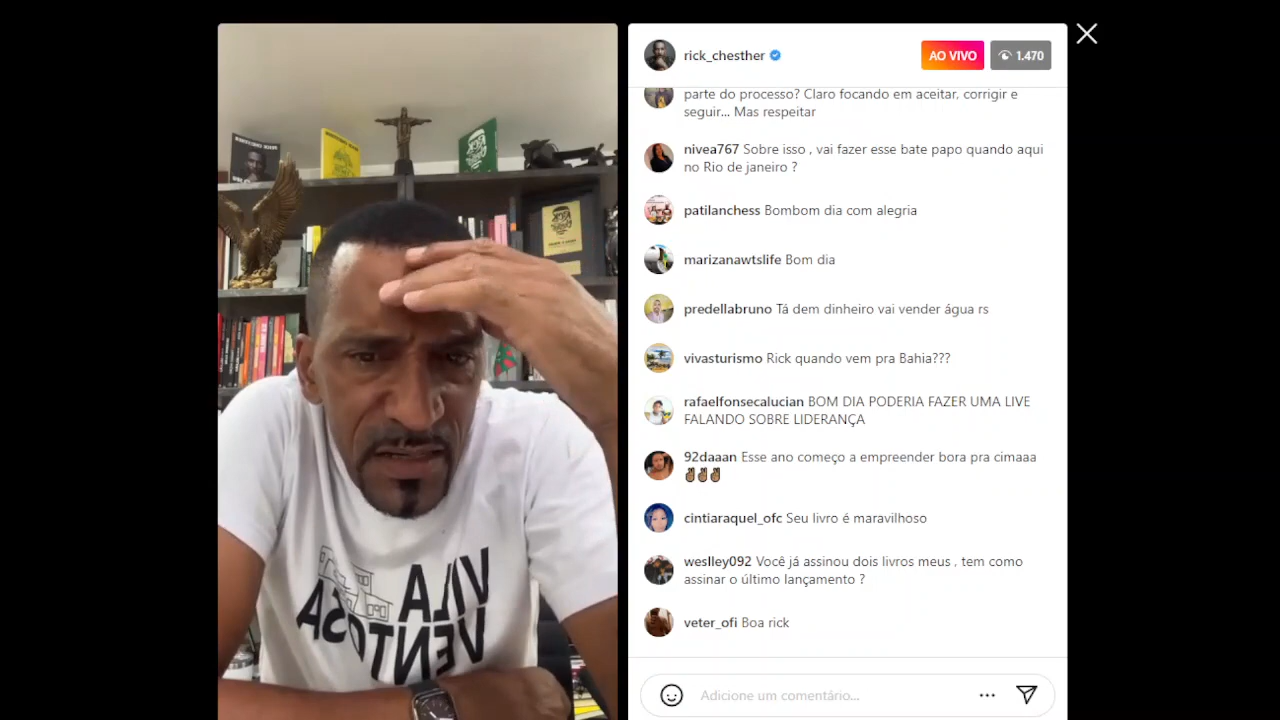 rick_chesther
AO VIVO
1.470
parte do processo? Claro focando em aceitar, corrigir e
seguir... Mas respeitar
nivea767 Sobre isso , vai fazer esse bate papo quando aqui
no Rio de janeiro ?
patilanchess Bombom dia com alegria
marizanawtslife Bom dia
predellabruno Tá dem dinheiro vai vender água rs
vivasturismo Rick quando vem pra Bahia???
rafaelfonsecalucian BOM DIA PODERIA FAZER UMA LIVE
FALANDO SOBRE LIDERANÇA
92daaan Esse ano começo a empreender bora pra cimaaa
✌🏾✌🏾✌🏾
cintiaraquel_ofc Seu livro é maravilhoso
weslley092 Você já assinou dois livros meus , tem como
assinar o último lançamento ?
veter_ofi Boa rick
Adicione um comentário...
VILA
VENTOSA